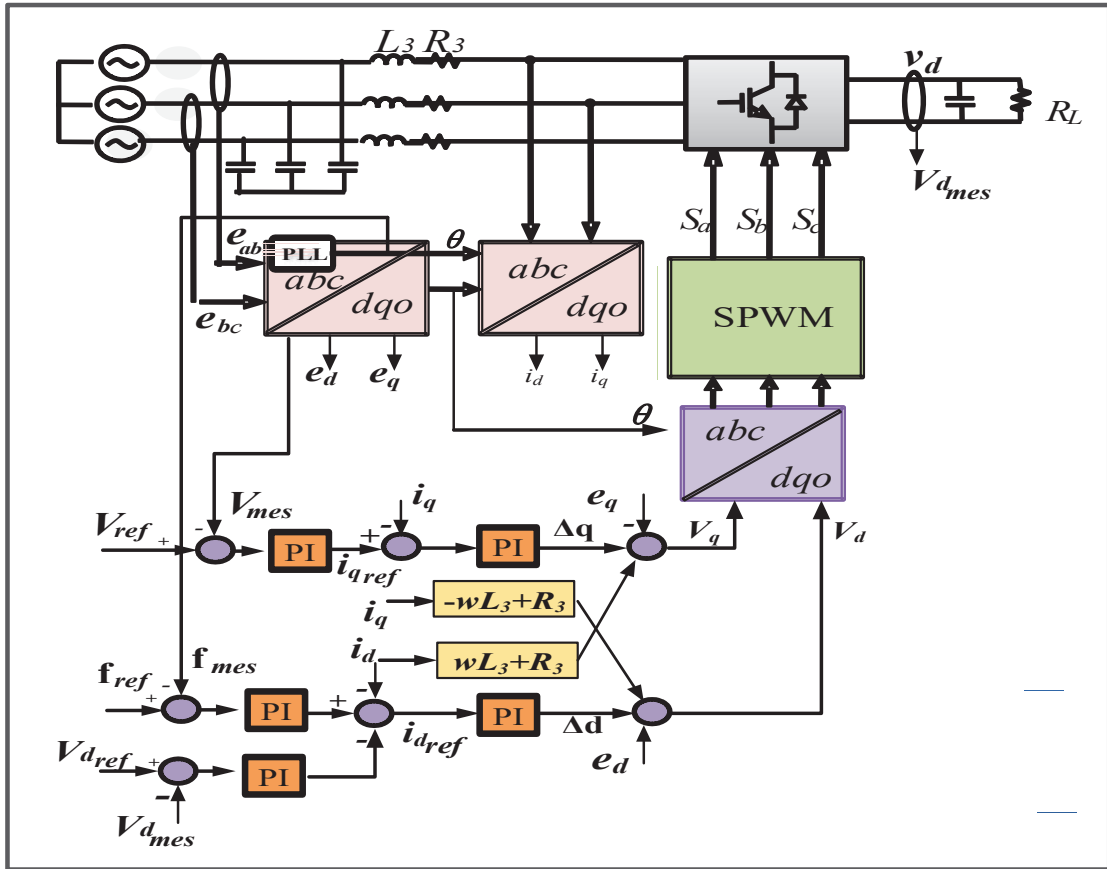 L3 R3
vd
RL
Vdmes
Sa Sb Sc
eab
PLL
θ
abc
dqo
abc
dqo
ebc
SPWM
ed eq
id iq
θ
abc
dqo
Vref + - Vmes
PI
iqref
+ - iq
PI
Δq
eq
-
Vq
Vd
iq
-wL3+R3
id
wL3+R3
fref + - fmes
PI
+ - -
idref
PI
Δd
ed
Vdref + -
PI
Vdmes